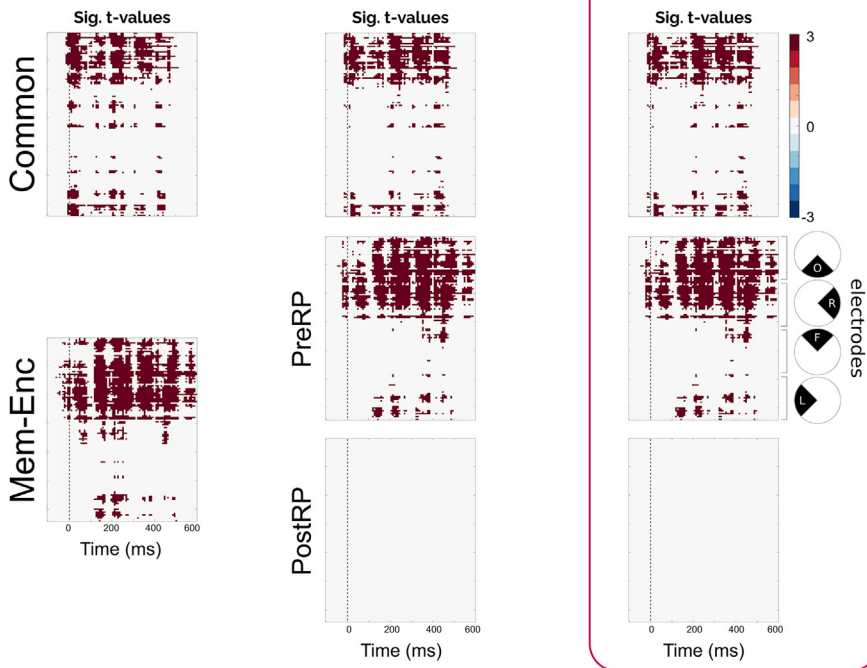 Sig. t-values
Sig. t-values
Sig. t-values
Common
3
0
-3
Mem-Enc
PreRP
O
R
F
L
electrodes
0 200 400 600
Time (ms)
PostRP
0 200 400 600
Time (ms)
0 200 400 600
Time (ms)